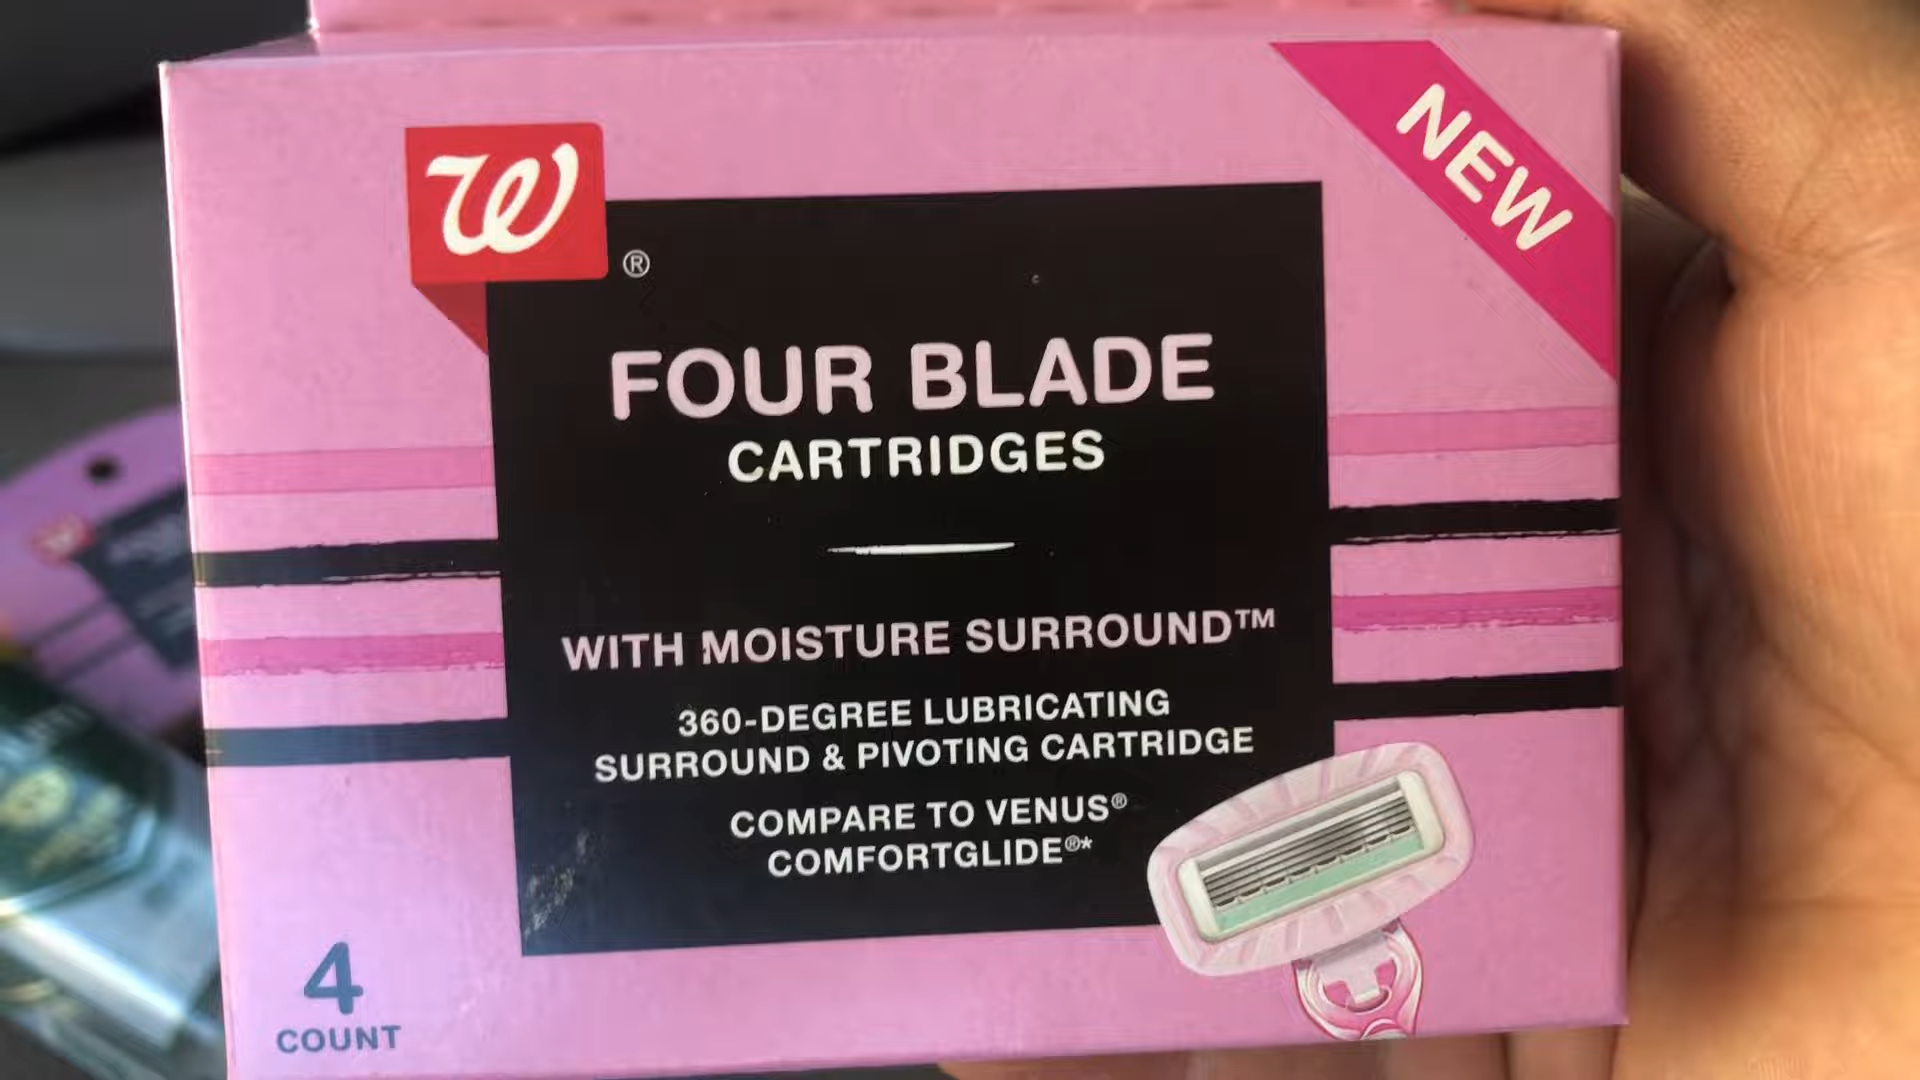 W
®
NEW
FOUR BLADE
CARTRIDGES
WITH MOISTURE SURROUND™
360-DEGREE LUBRICATING
SURROUND & PIVOTING CARTRIDGE
COMPARE TO VENUS®
COMFORTGLIDE®*
4
COUNT